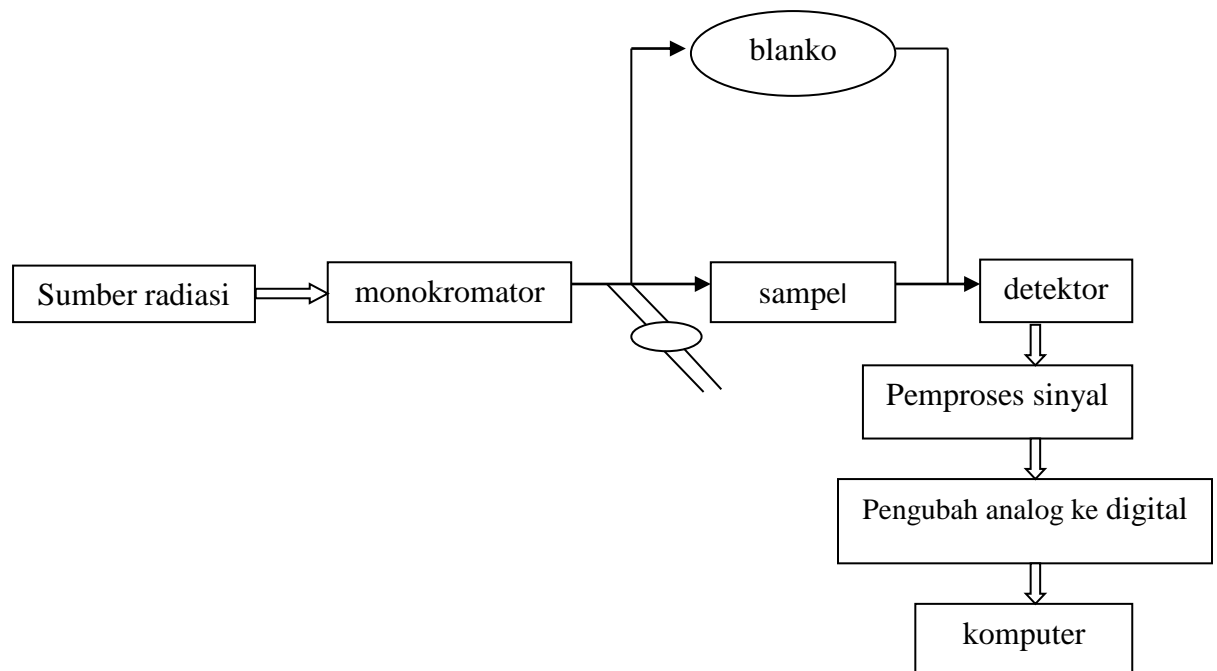 blanko
Sumber radiasi
monokromator
sampel
detektor
Pemproses sinyal
Pengubah analog ke digital
komputer